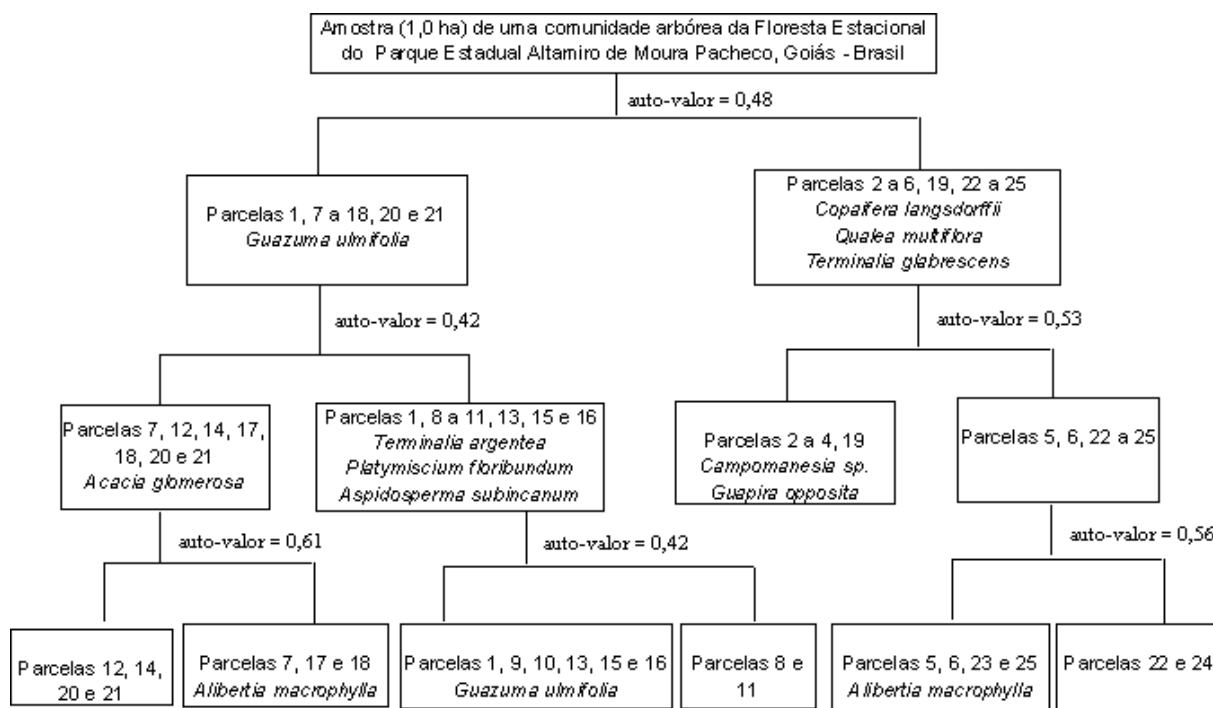 Amostra (1,0 ha) de uma comunidade arbórea da Floresta Estacional
do Parque Estadual Altamiro de Moura Pacheco, Goiás - Brasil
auto-valor = 0,48
Parcelas 1, 7 a 18, 20 e 21
Guazuma ulmifolia
Parcelas 2 a 6, 19, 22 a 25
Copaifera langsdorffii
Qualea multiflora
Terminalia glabrescens
auto-valor = 0,42
auto-valor = 0,53
Parcelas 7, 12, 14, 17,
18, 20 e 21
Acacia glomerosa
Parcelas 1, 8 a 11, 13, 15 e 16
Terminalia argentea
Platymiscium floribundum
Aspidosperma subincanum
Parcelas 2 a 4, 19
Campomanesia sp.
Guapira opposita
Parcelas 5, 6, 22 a 25
auto-valor = 0,61
auto-valor = 0,42
auto-valor = 0,56
Parcelas 12, 14,
20 e 21
Parcelas 7, 17 e 18
Alibertia macrophylla
Parcelas 1, 9, 10, 13, 15 e 16
Guazuma ulmifolia
Parcelas 8 e
11
Parcelas 5, 6, 23 e 25
Alibertia macrophylla
Parcelas 22 e 24